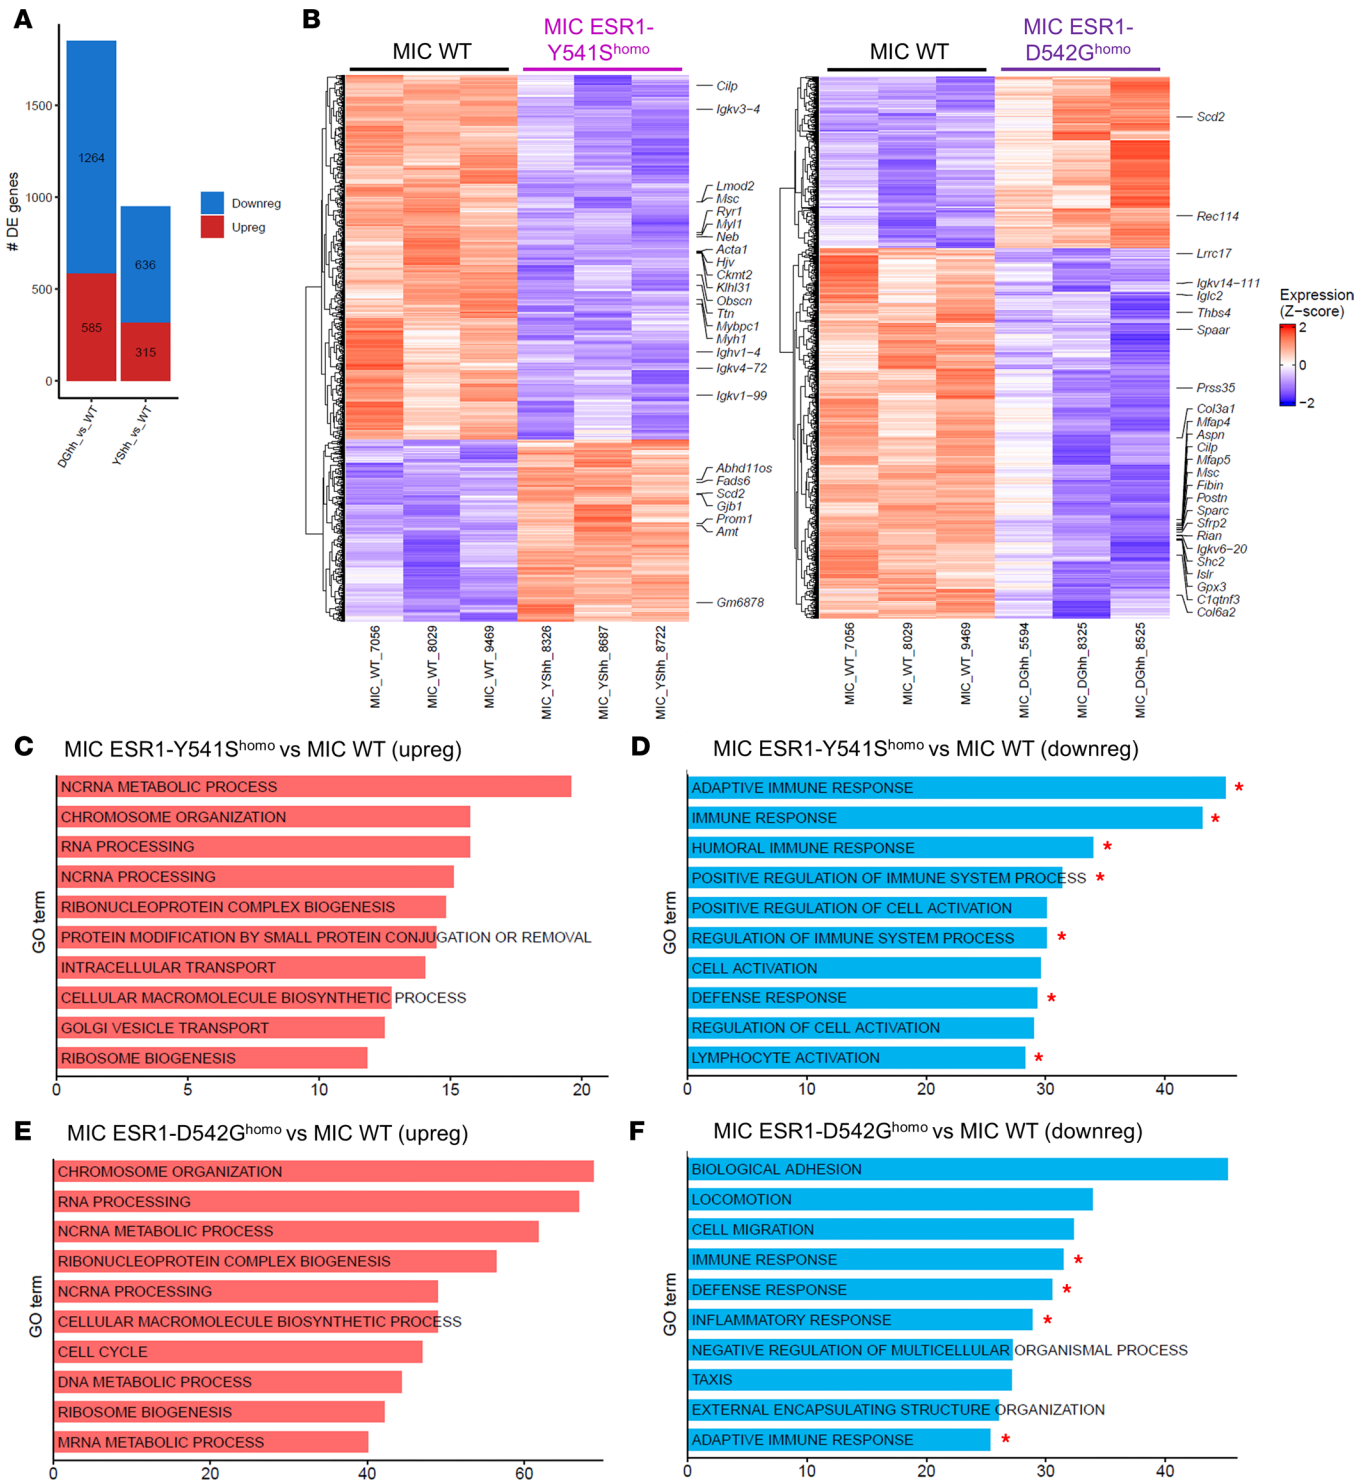 A
# DE genes
1500
1000
500
0
1264
585
636
315
DGhh_vs_WT
YShh_vs_WT
Downreg
Upreg
B
MIC WT
MIC ESR1-
Y541Shomo
Cilp
Igkv3−4
Lmod2
Msc
Ryr1
Myl1
Neb
Acta1
Hjv
Ckmt2
Klhl31
Obscn
Ttn
Mybpc1
Myh1
Ighv1−4
Igkv4−72
Igkv1−99
Abhd11os
Fads6
Scd2
Gjb1
Prom1
Amt
Gm6878
MIC_WT_7056
MIC_WT_8029
MIC_WT_9469
MIC_YShh_8326
MIC_YShh_8687
MIC_YShh_8722
MIC WT
MIC ESR1-
D542Ghomo
Scd2
Rec114
Lrrc17
Igkv14−111
Iglc2
Thbs4
Spaar
Prss35
Col3a1
Mfap4
Aspn
Cilp
Mfap5
Msc
Fibin
Postn
Sparc
Sfrp2
Rian
Igkv6−20
Shc2
Islr
Gpx3
C1qtnf3
Col6a2
MIC_WT_7056
MIC_WT_8029
MIC_WT_9469
MIC_DGhh_5594
MIC_DGhh_8325
MIC_DGhh_8525
Expression
(Z−score)
2
0
−2
C
MIC ESR1-Y541Shomo vs MIC WT (upreg)
GO term
NCRNA METABOLIC PROCESS
CHROMOSOME ORGANIZATION
RNA PROCESSING
NCRNA PROCESSING
RIBONUCLEOPROTEIN COMPLEX BIOGENESIS
PROTEIN MODIFICATION BY SMALL PROTEIN CONJUGATION OR REMOVAL
INTRACELLULAR TRANSPORT
CELLULAR MACROMOLECULE BIOSYNTHETIC PROCESS
GOLGI VESICLE TRANSPORT
RIBOSOME BIOGENESIS
0 5 10 15 20
D
MIC ESR1-Y541Shomo vs MIC WT (downreg)
GO term
ADAPTIVE IMMUNE RESPONSE *
IMMUNE RESPONSE *
HUMORAL IMMUNE RESPONSE *
POSITIVE REGULATION OF IMMUNE SYSTEM PROCESS *
POSITIVE REGULATION OF CELL ACTIVATION
REGULATION OF IMMUNE SYSTEM PROCESS *
CELL ACTIVATION
DEFENSE RESPONSE *
REGULATION OF CELL ACTIVATION
LYMPHOCYTE ACTIVATION *
0 10 20 30 40
E
MIC ESR1-D542Ghomo vs MIC WT (upreg)
GO term
CHROMOSOME ORGANIZATION
RNA PROCESSING
NCRNA METABOLIC PROCESS
RIBONUCLEOPROTEIN COMPLEX BIOGENESIS
NCRNA PROCESSING
CELLULAR MACROMOLECULE BIOSYNTHETIC PROCESS
CELL CYCLE
DNA METABOLIC PROCESS
RIBOSOME BIOGENESIS
MRNA METABOLIC PROCESS
0 20 40 60
F
MIC ESR1-D542Ghomo vs MIC WT (downreg)
GO term
BIOLOGICAL ADHESION
LOCOMOTION
CELL MIGRATION
IMMUNE RESPONSE *
DEFENSE RESPONSE *
INFLAMMATORY RESPONSE *
NEGATIVE REGULATION OF MULTICELLULAR ORGANISMAL PROCESS
TAXIS
EXTERNAL ENCAPSULATING STRUCTURE ORGANIZATION
ADAPTIVE IMMUNE RESPONSE *
0 10 20 30 40